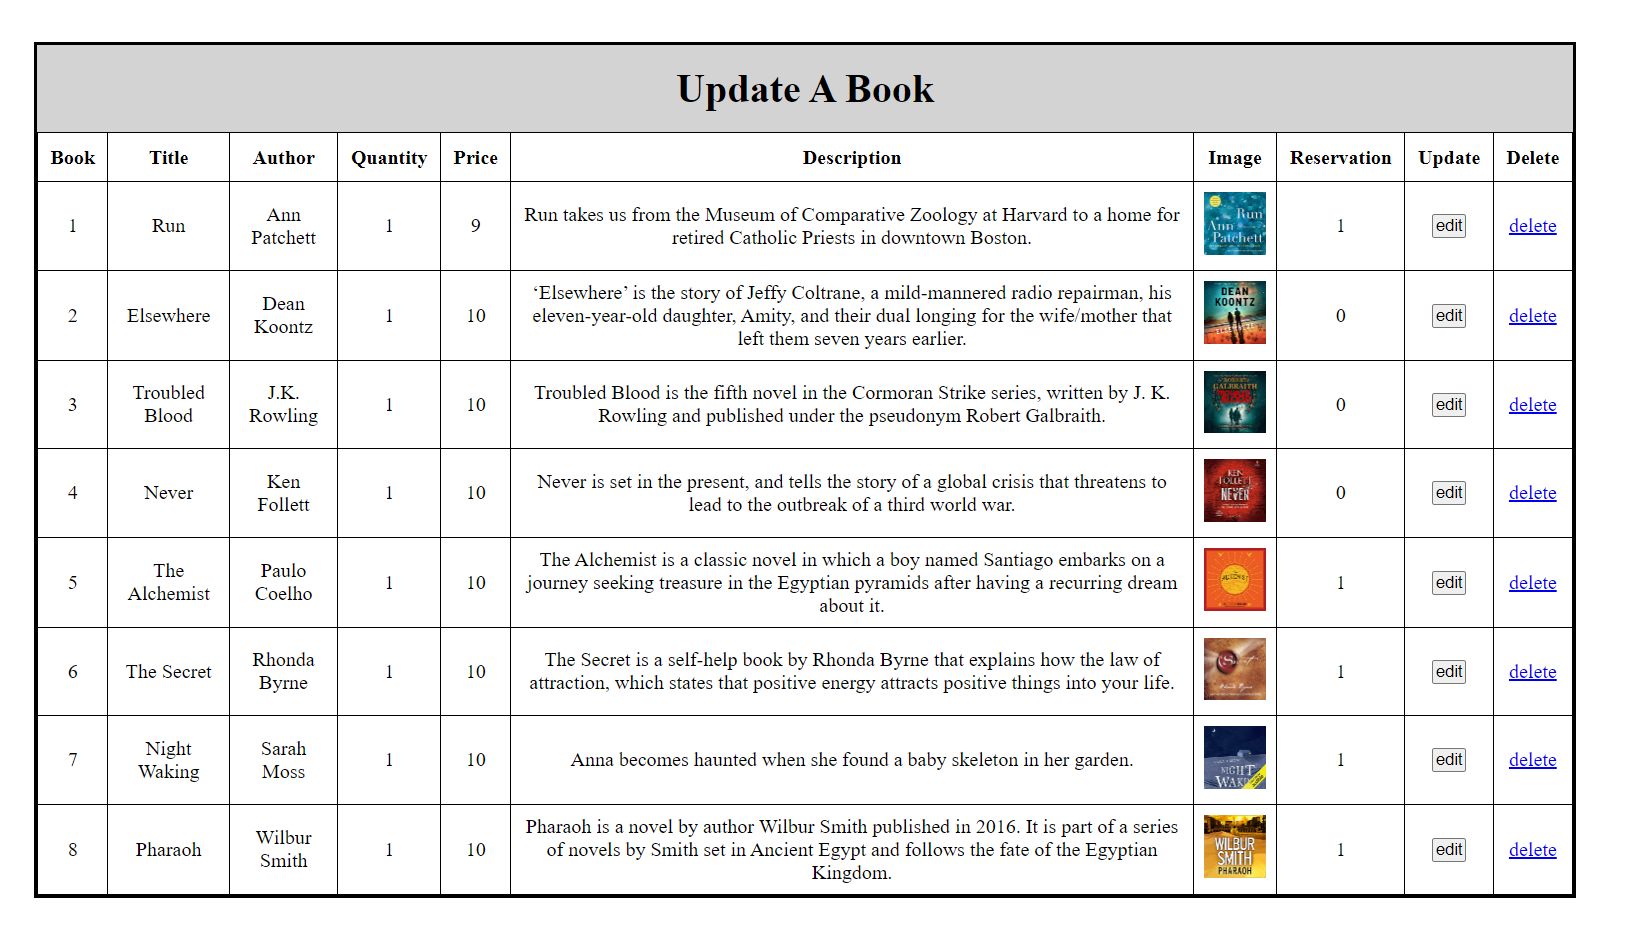 Update A Book
Book Title Author Quantity Price Description Image Reservation Update Delete
1 Run Ann Patchett 1 9 Run takes us from the Museum of Comparative Zoology at Harvard to a home for
retired Catholic Priests in downtown Boston.
Run
Ann
Patchett
1 edit delete
2 Elsewhere Dean Koontz 1 10 ‘Elsewhere’ is the story of Jeffy Coltrane, a mild-mannered radio repairman, his
eleven-year-old daughter, Amity, and their dual longing for the wife/mother that
left them seven years earlier.
DEAN
KOONTZ
ELSEWHERE
0 edit delete
3 Troubled Blood J.K. Rowling 1 10 Troubled Blood is the fifth novel in the Cormoran Strike series, written by J. K.
Rowling and published under the pseudonym Robert Galbraith.
ROBERT
GALBRAITH
0 edit delete
4 Never Ken Follett 1 10 Never is set in the present, and tells the story of a global crisis that threatens to
lead to the outbreak of a third world war.
KEN
FOLLETT
NEVER
0 edit delete
5 The Alchemist Paulo Coelho 1 10 The Alchemist is a classic novel in which a boy named Santiago embarks on a
journey seeking treasure in the Egyptian pyramids after having a recurring dream
about it.
ALCHEMIST
1 edit delete
6 The Secret Rhonda Byrne 1 10 The Secret is a self-help book by Rhonda Byrne that explains how the law of
attraction, which states that positive energy attracts positive things into your life.
Secret
1 edit delete
7 Night Waking Sarah Moss 1 10 Anna becomes haunted when she found a baby skeleton in her garden.
NIGHT
1 edit delete
8 Pharaoh Wilbur Smith 1 10 Pharaoh is a novel by author Wilbur Smith published in 2016. It is part of a series
of novels by Smith set in Ancient Egypt and follows the fate of the Egyptian
Kingdom.
WILBUR
SMITH
PHARAOH
1 edit delete